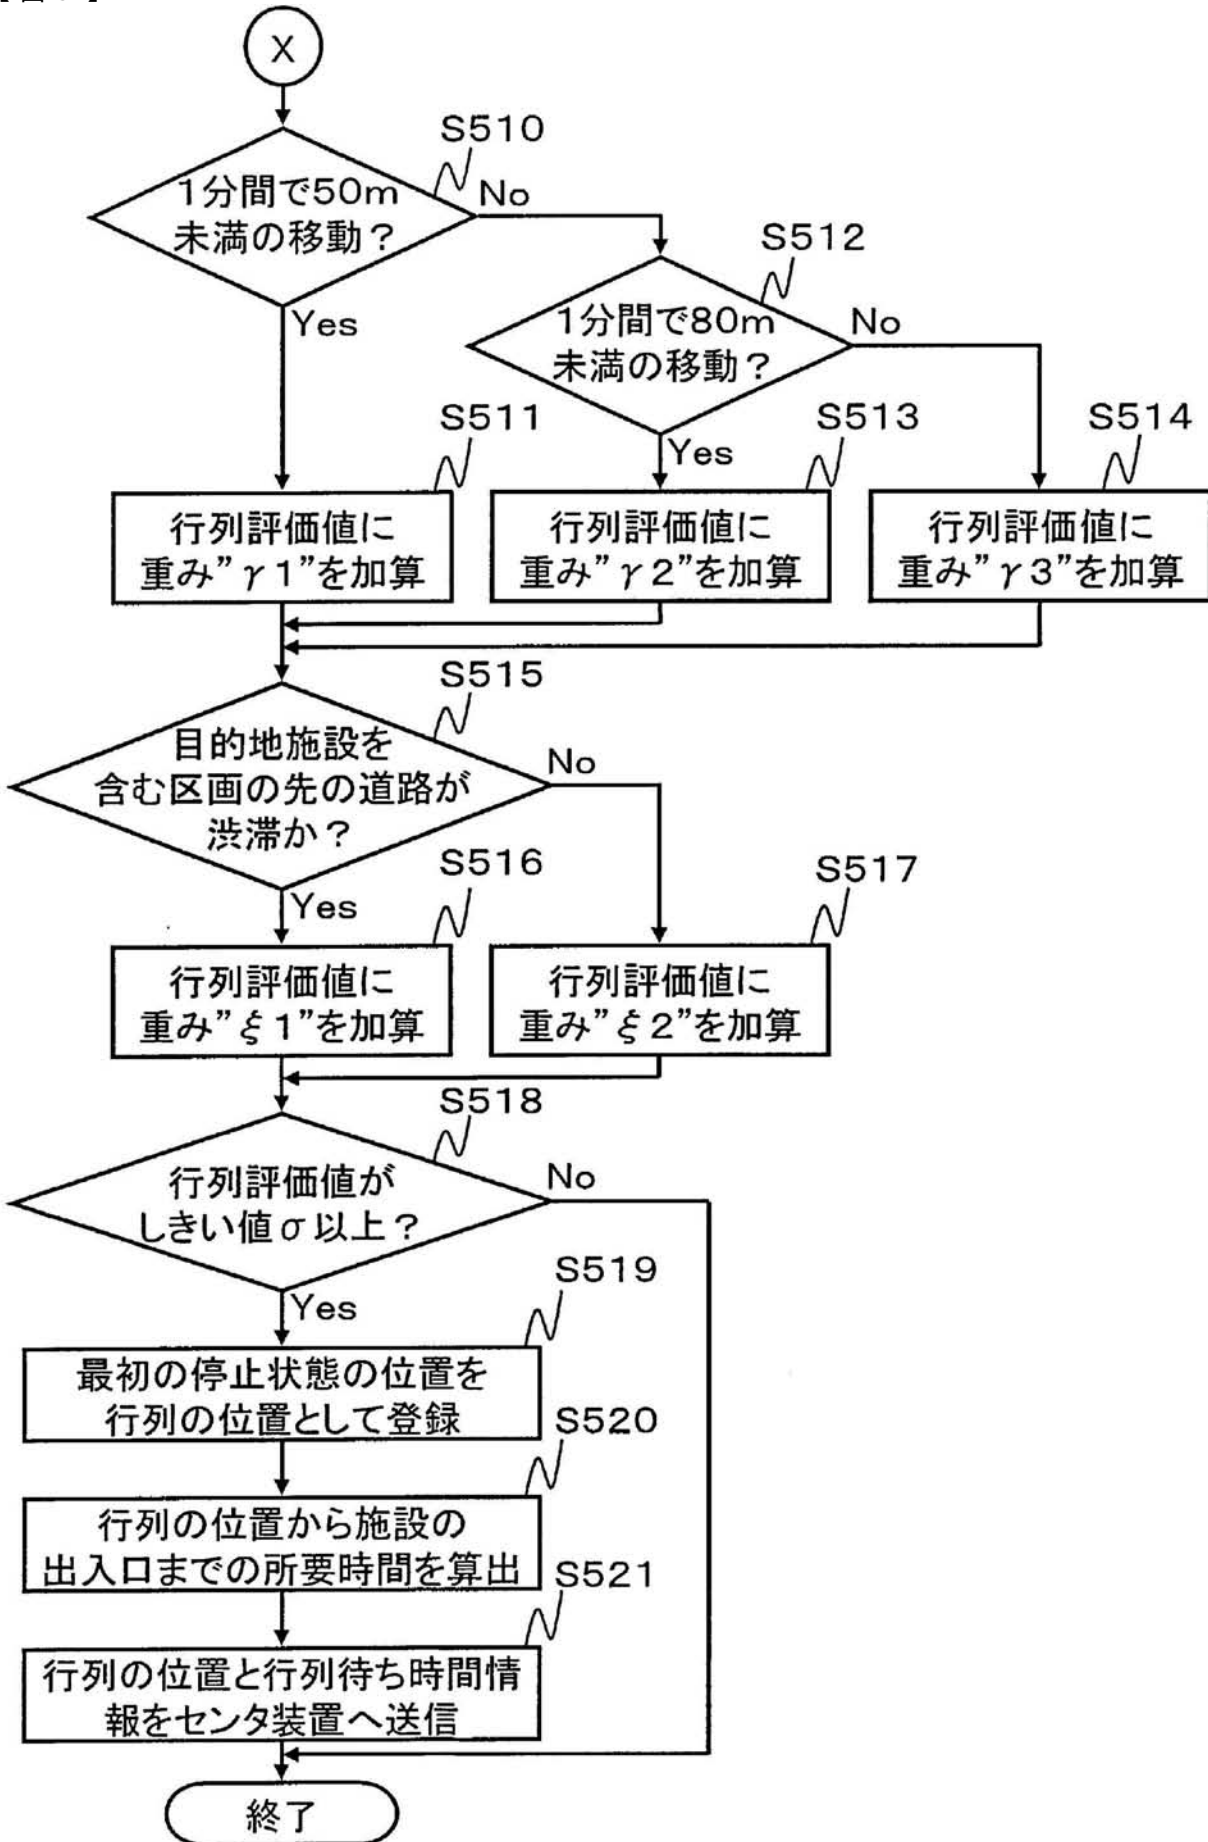 X
S510
1分間で50m
未満の移動？
No
Yes
S512
1分間で80m
未満の移動？
No
Yes
S511
行列評価値に
重み”γ1”を加算
S513
行列評価値に
重み”γ2”を加算
S514
行列評価値に
重み”γ3”を加算
S515
目的地施設を
含む区画の先の道路が
渋滞か？
No
Yes
S516
行列評価値に
重み”ξ1”を加算
S517
行列評価値に
重み”ξ2”を加算
S518
行列評価値が
しきい値σ以上？
No
Yes
S519
最初の停止状態の位置を
行列の位置として登録
S520
行列の位置から施設の
出入口までの所要時間を算出
S521
行列の位置と行列待ち時間情
報をセンタ装置へ送信
終了